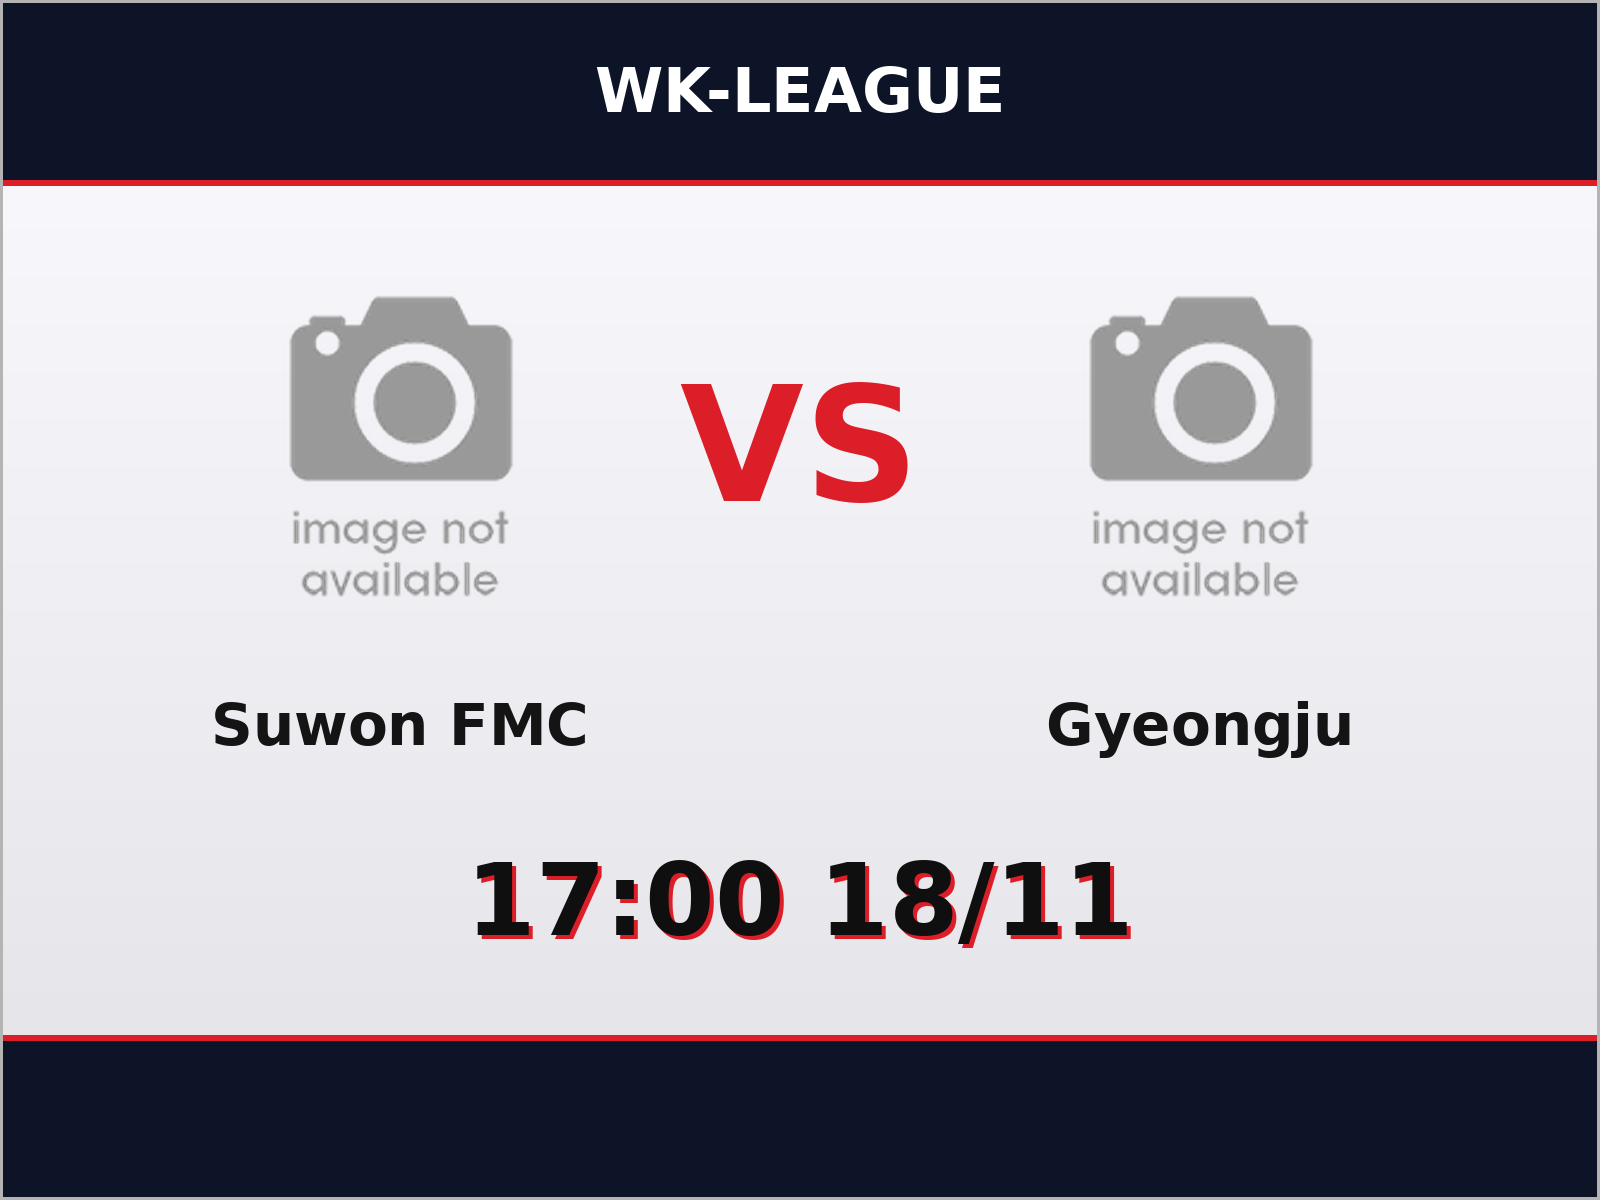 WK-LEAGUE
VS
image not
available
image not
available
Suwon FMC
Gyeongju
17:00 18/11